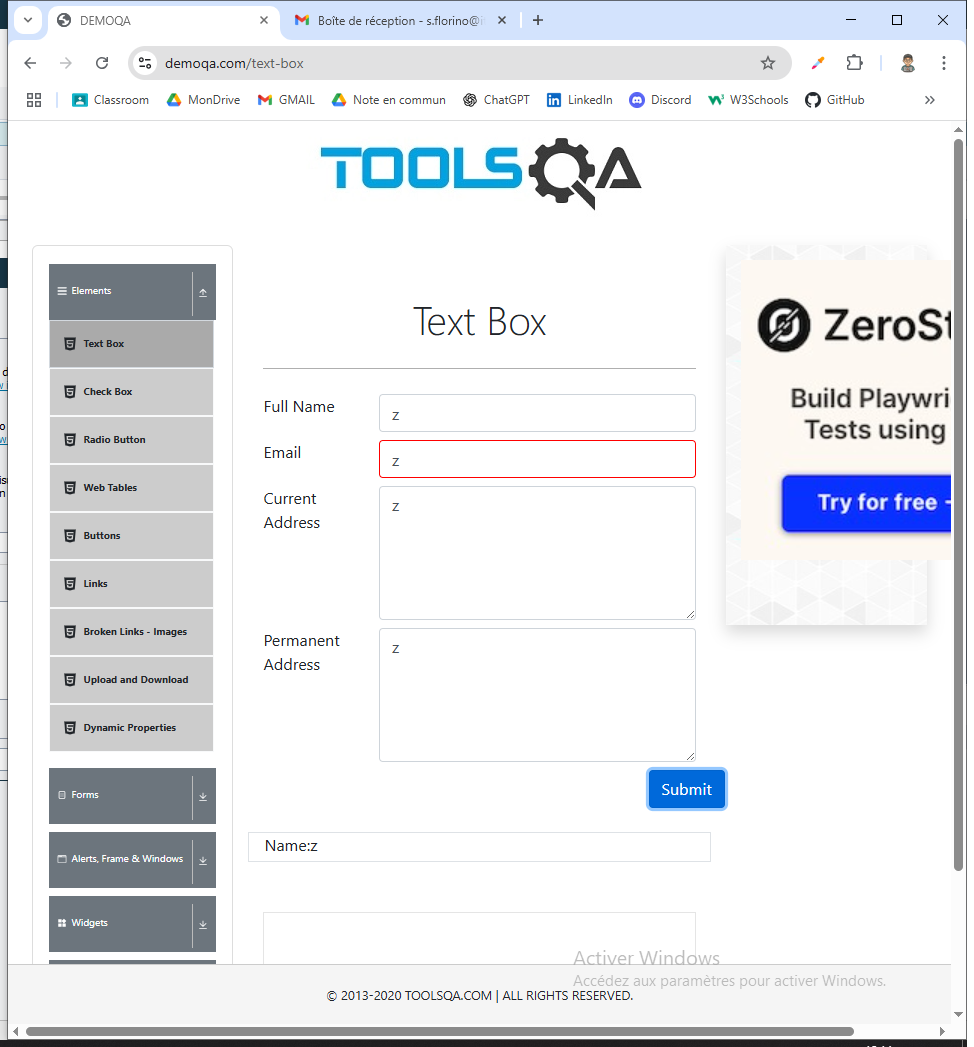 DEMOQA
Boîte de réception - s.florino@
demoqa.com/text-box
Classroom
MonDrive
GMAIL
Note en commun
ChatGPT
LinkedIn
Discord
W3Schools
GitHub
TOOLSQA
Elements
Text Box
Check Box
Radio Button
Web Tables
Buttons
Links
Broken Links - Images
Upload and Download
Dynamic Properties
Forms
Alerts, Frame & Windows
Widgets
Text Box
Full Name
z
Email
z
Current
Address
z
Permanent
Address
z
Submit
Name:z
ZeroSt
Build Playwri
Tests using
Try for free
Activer Windows
Accédez aux paramètres pour activer Windows.
© 2013-2020 TOOLSQA.COM | ALL RIGHTS RESERVED.